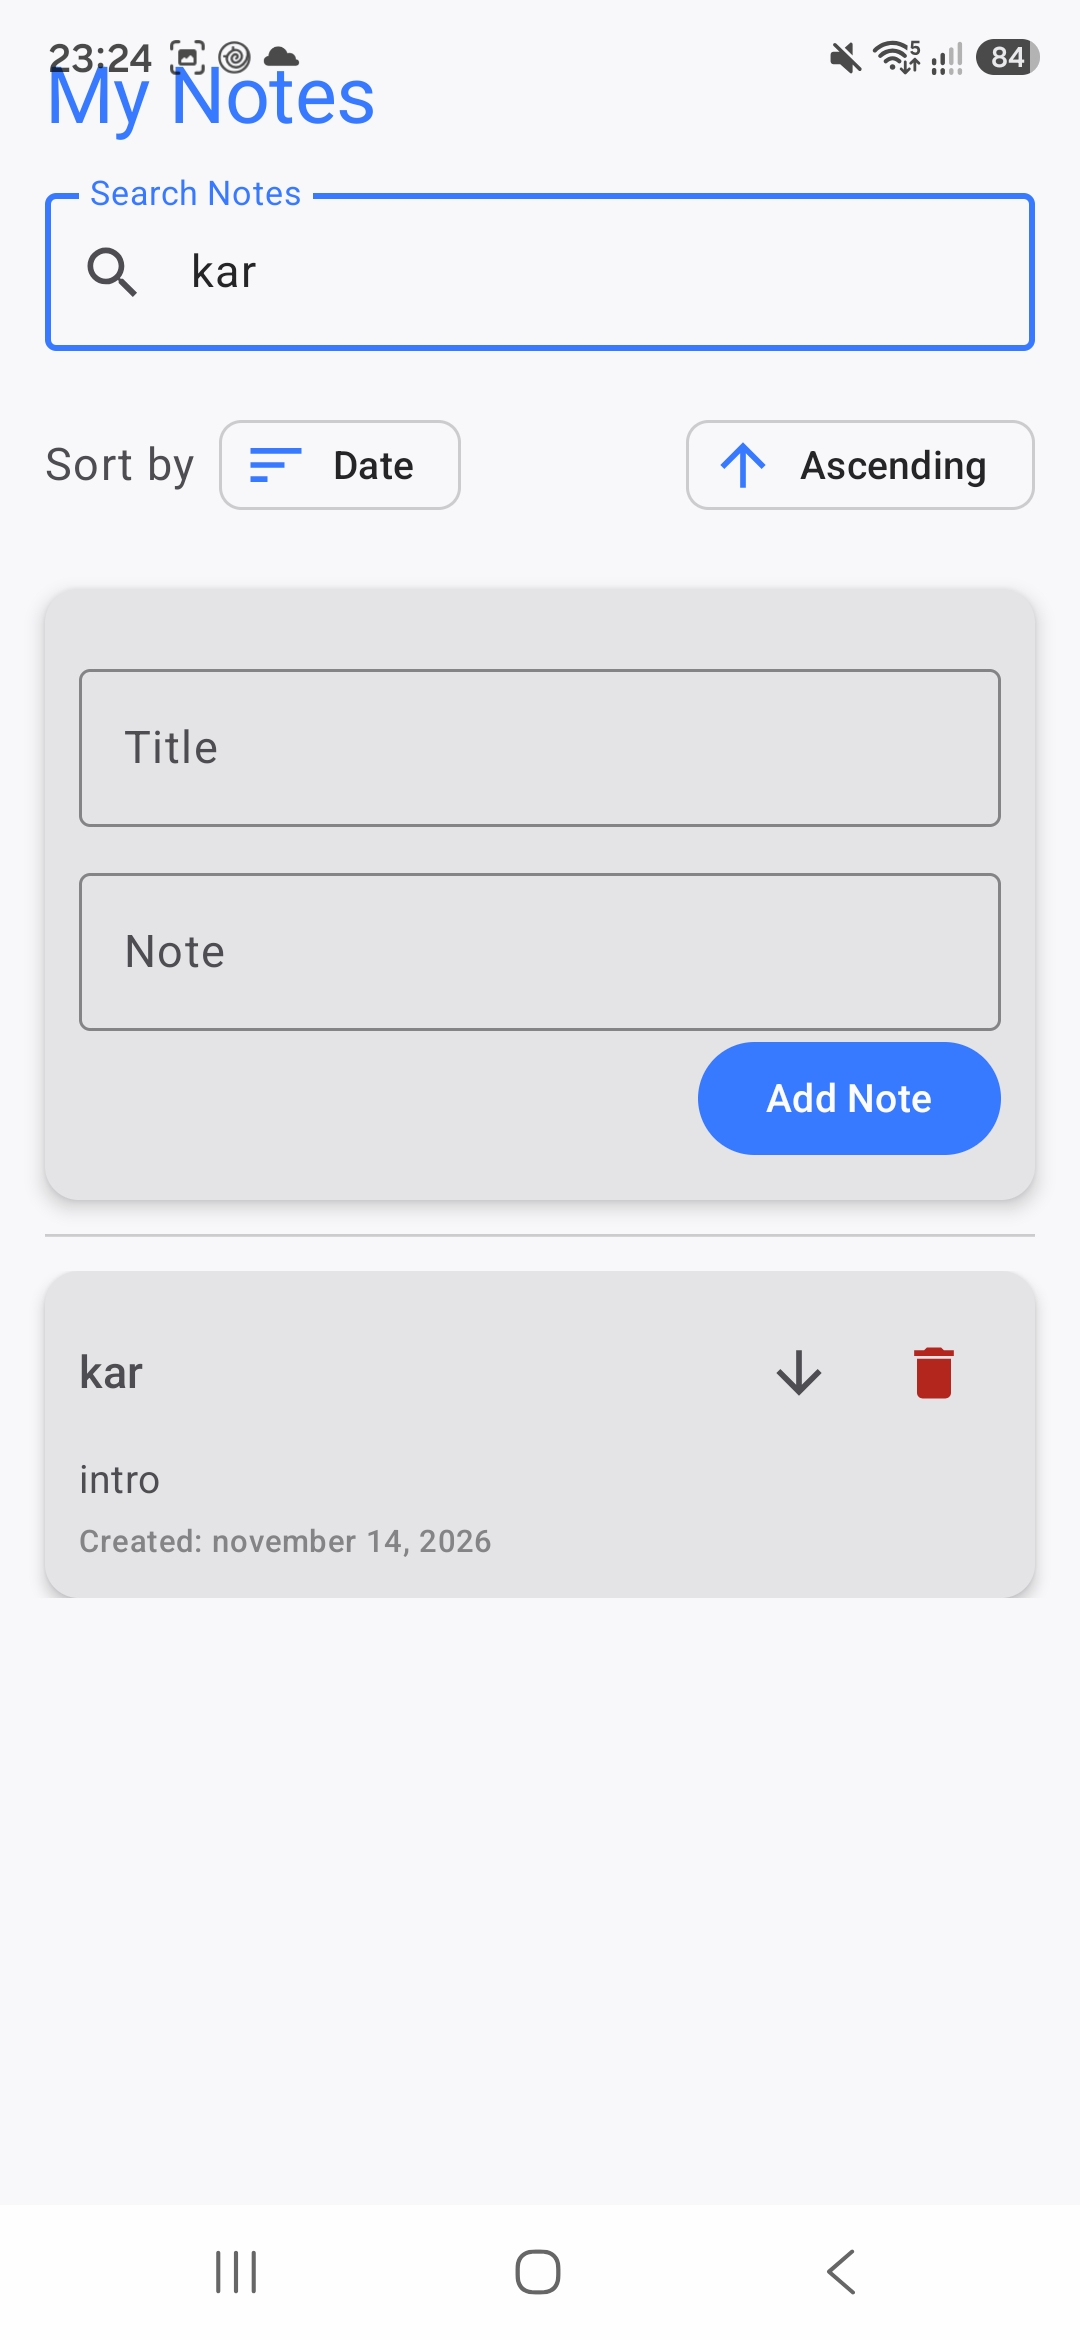 23:24 5 84
My Notes
Search Notes
kar
Sort by Date Ascending
Title
Note
Add Note
kar
intro
Created: november 14, 2026